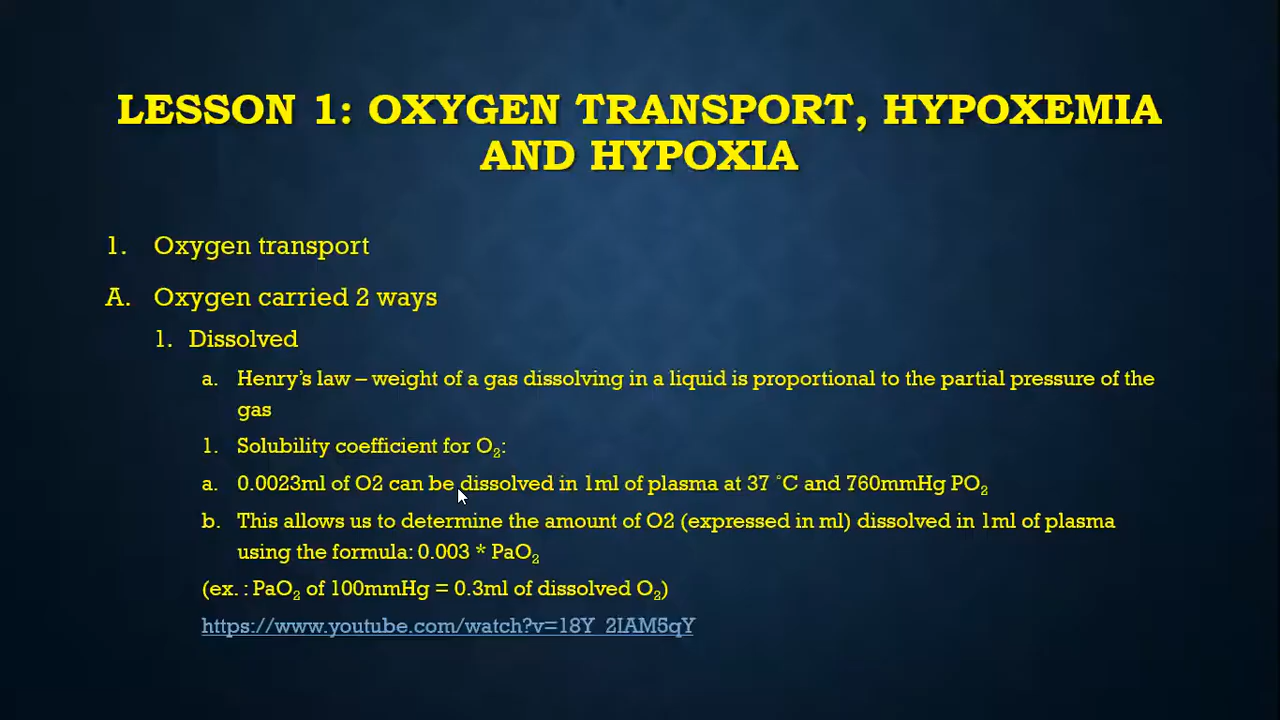 LESSON 1: OXYGEN TRANSPORT, HYPOXEMIA
AND HYPOXIA
1. Oxygen transport
A. Oxygen carried 2 ways
1. Dissolved
a. Henry's law – weight of a gas dissolving in a liquid is proportional to the partial pressure of the
gas
1. Solubility coefficient for O₂:
a. 0.0023ml of O2 can be dissolved in 1ml of plasma at 37 ˚C and 760mmHg PO₂
b. This allows us to determine the amount of O2 (expressed in ml) dissolved in 1ml of plasma
using the formula: 0.003 * PaO₂
(ex. : PaO₂ of 100mmHg = 0.3ml of dissolved O₂)
https://www.youtube.com/watch?v=18Y_2IAM5qY